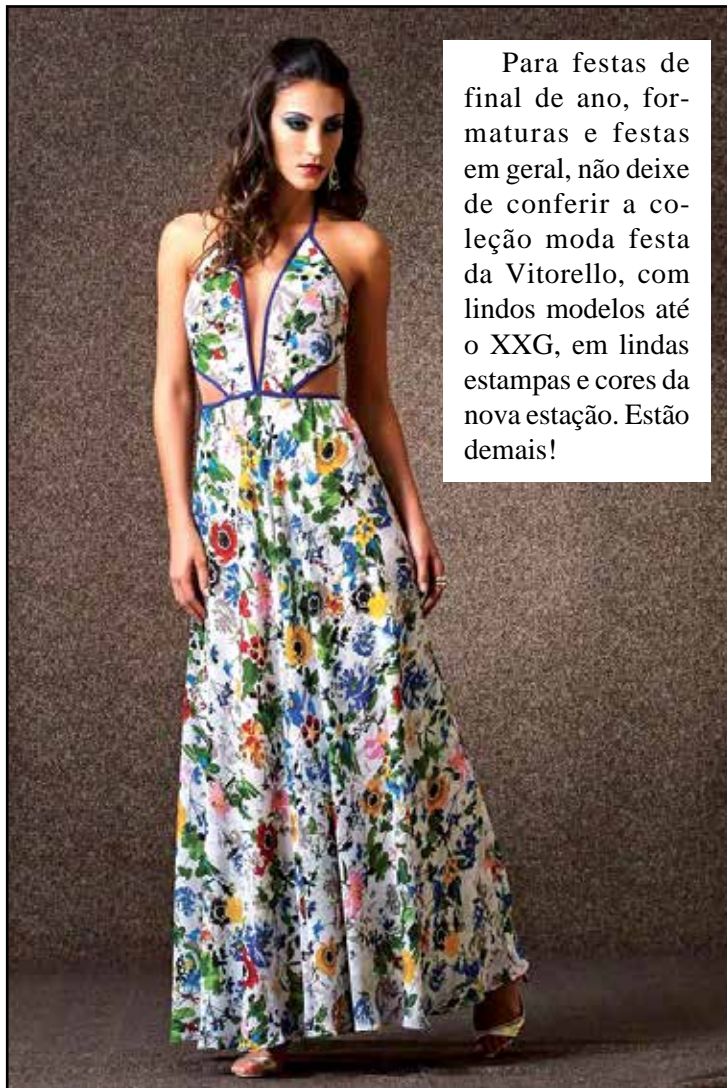 Para festas de
final de ano, for-
maturas e festas
em geral, não deixe
de conferir a co-
leção moda festa
da Vitorello, com
lindos modelos até
o XXG, em lindas
estampas e cores da
nova estação. Estão
demais!